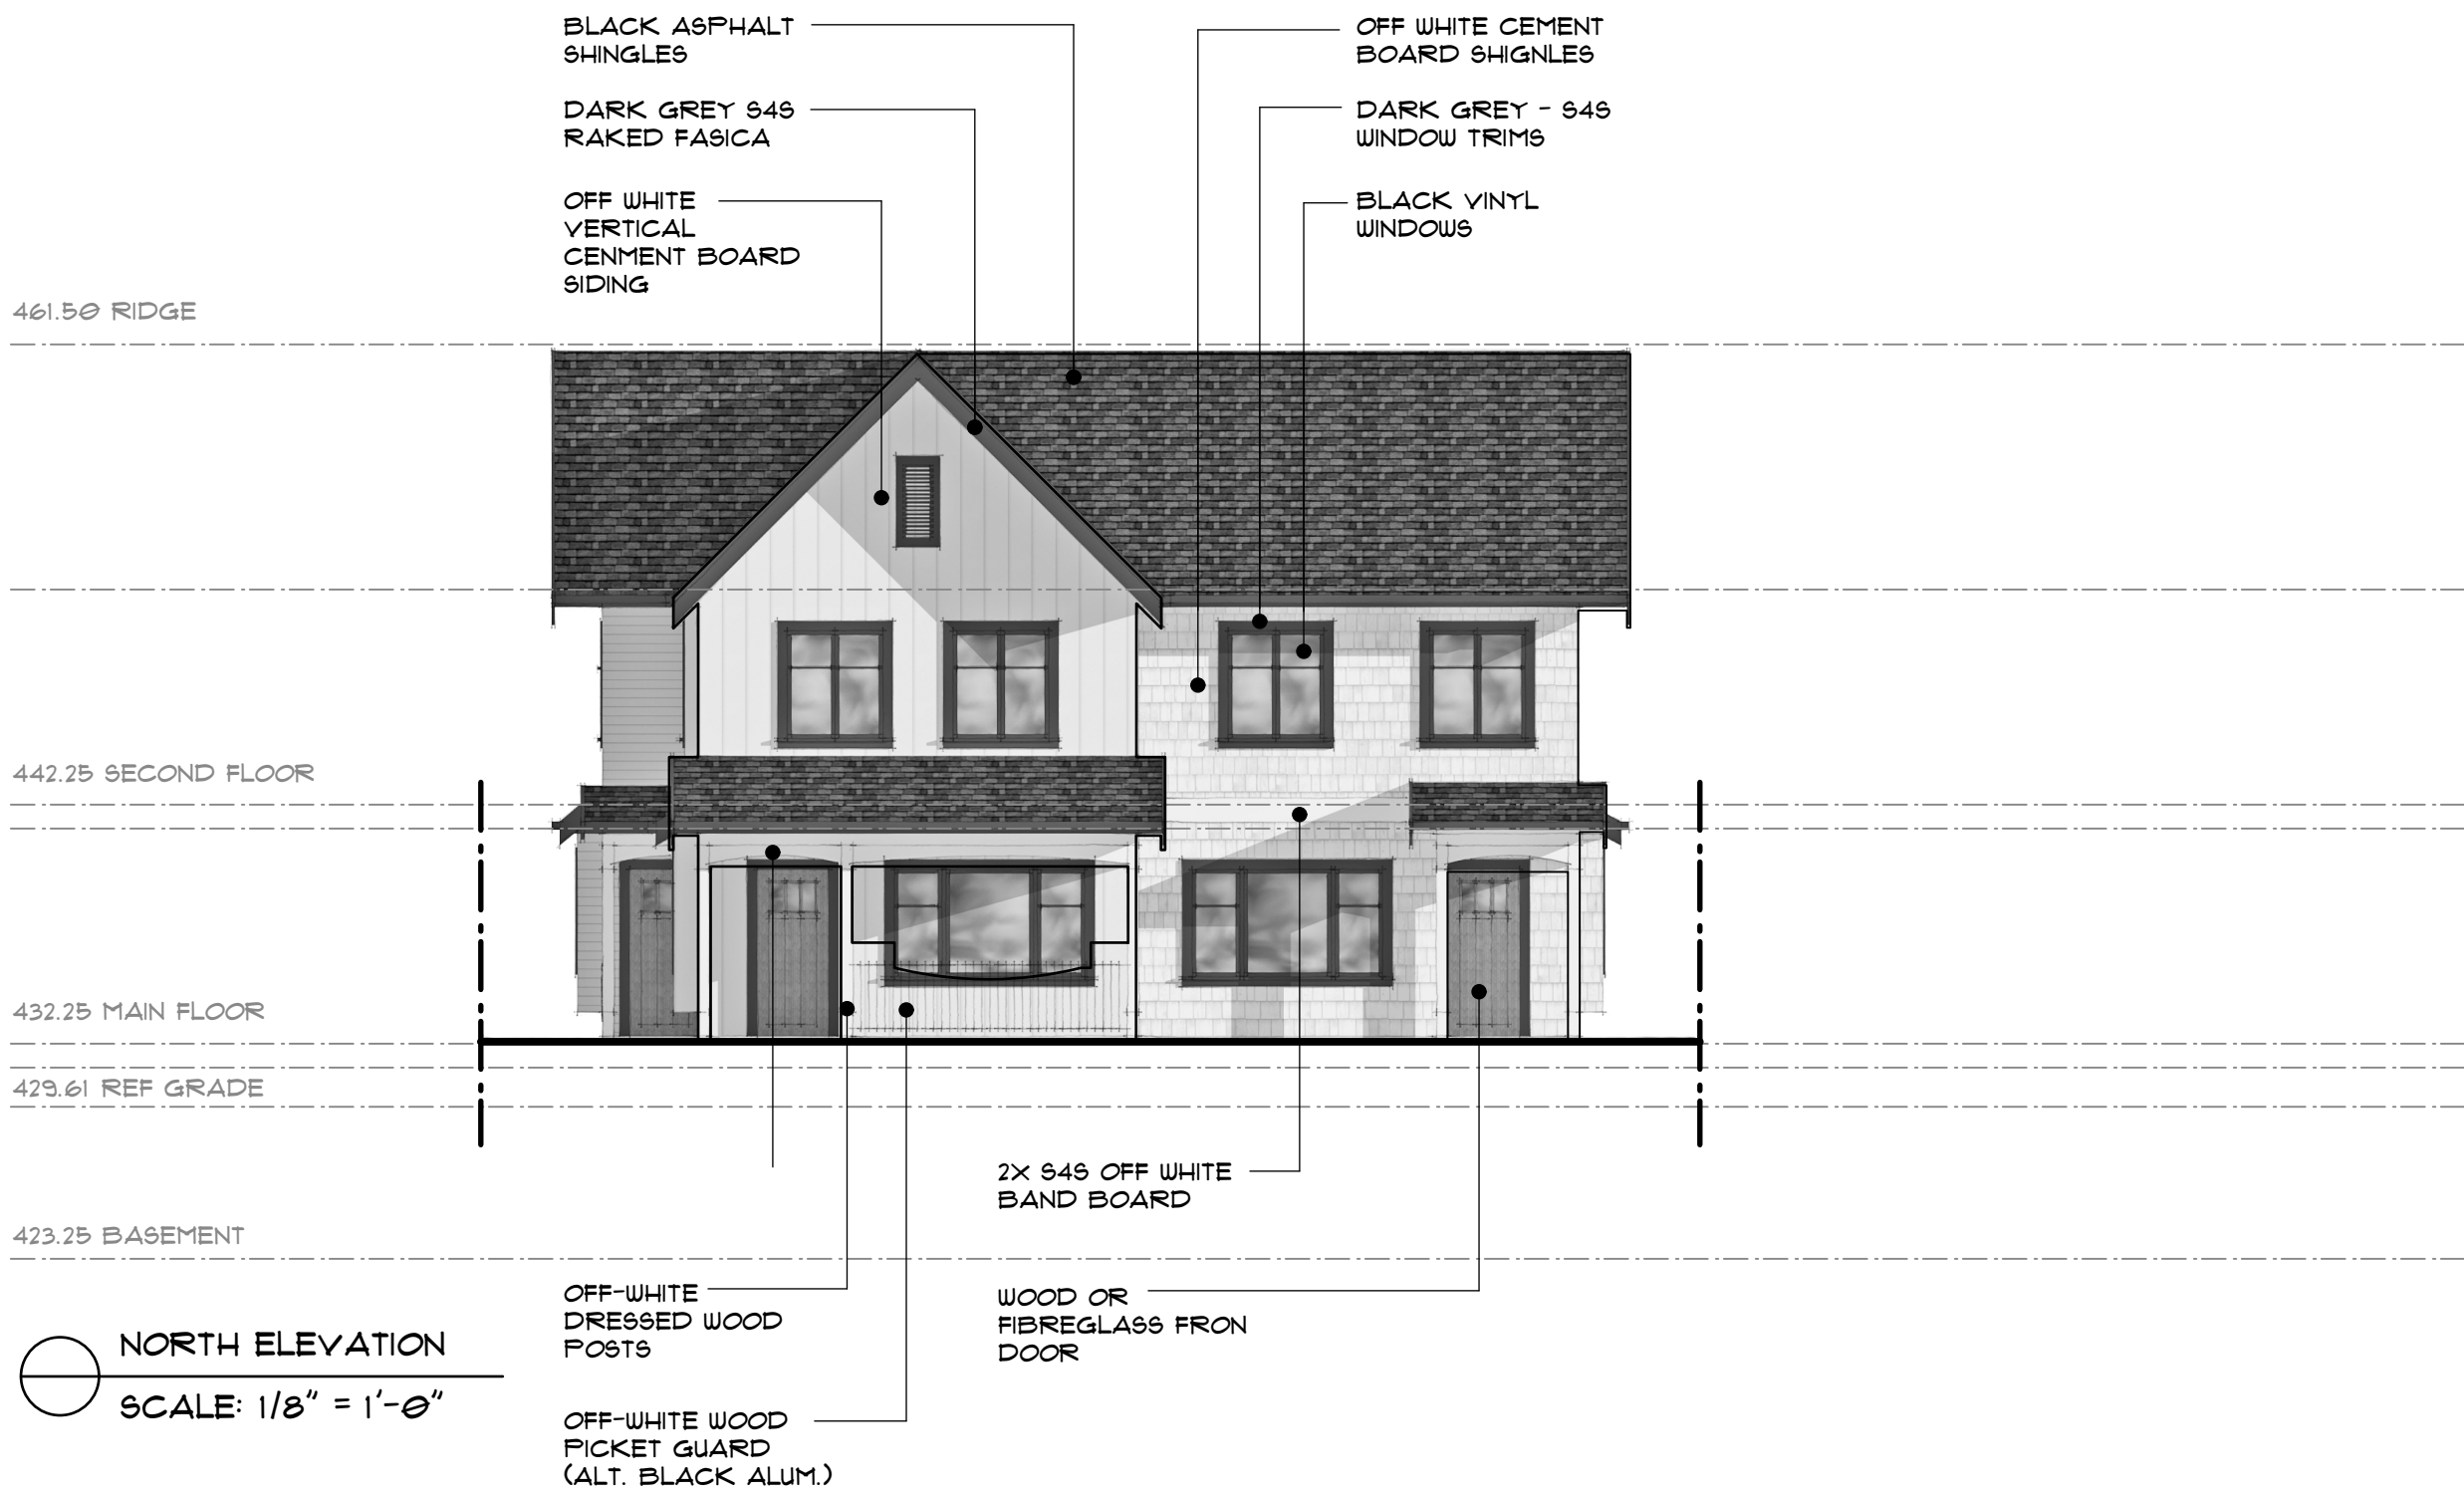 BLACK ASPHALT
SHINGLES
DARK GREY S4S
RAKED FASICA
OFF WHITE
VERTICAL
CENMENT BOARD
SIDING
OFF WHITE CEMENT
BOARD SHIGNLES
DARK GREY - S4S
WINDOW TRIMS
BLACK VINYL
WINDOWS
461.50 RIDGE
442.25 SECOND FLOOR
432.25 MAIN FLOOR
429.61 REF GRADE
423.25 BASEMENT
2X S4S OFF WHITE
BAND BOARD
OFF-WHITE
DRESSED WOOD
POSTS
WOOD OR
FIBREGLASS FRON
DOOR
OFF-WHITE WOOD
PICKET GUARD
(ALT. BLACK ALUM.)
NORTH ELEVATION
SCALE: 1/8" = 1'-0"